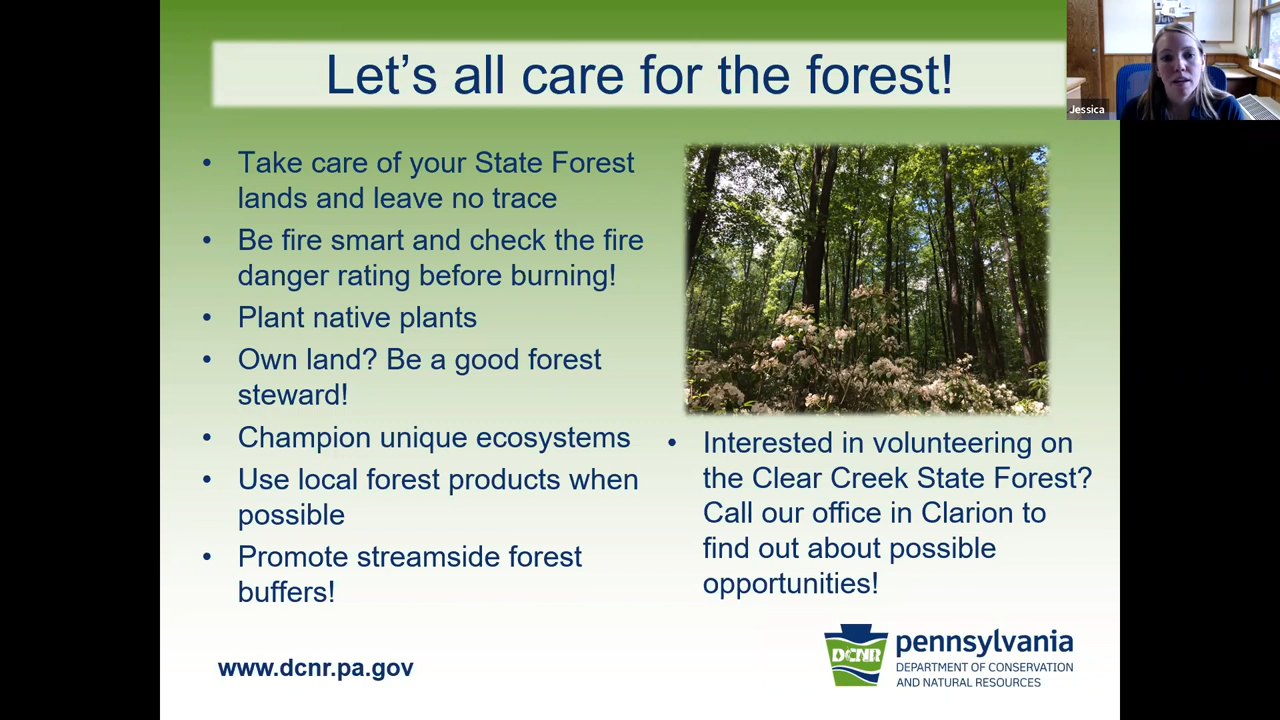 Let's all care for the forest!
Jessica
• Take care of your State Forest
lands and leave no trace
• Be fire smart and check the fire
danger rating before burning!
• Plant native plants
• Own land? Be a good forest
steward!
• Champion unique ecosystems
• Use local forest products when
possible
• Promote streamside forest
buffers!
• Interested in volunteering on
the Clear Creek State Forest?
Call our office in Clarion to
find out about possible
opportunities!
www.dcnr.pa.gov
DCNR
pennsylvania
DEPARTMENT OF CONSERVATION
AND NATURAL RESOURCES